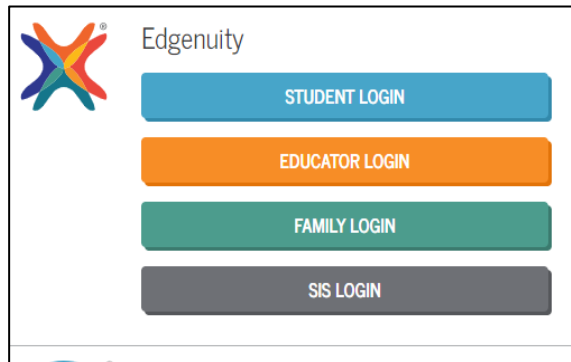 ®
Edgenuity
STUDENT LOGIN
EDUCATOR LOGIN
FAMILY LOGIN
SIS LOGIN